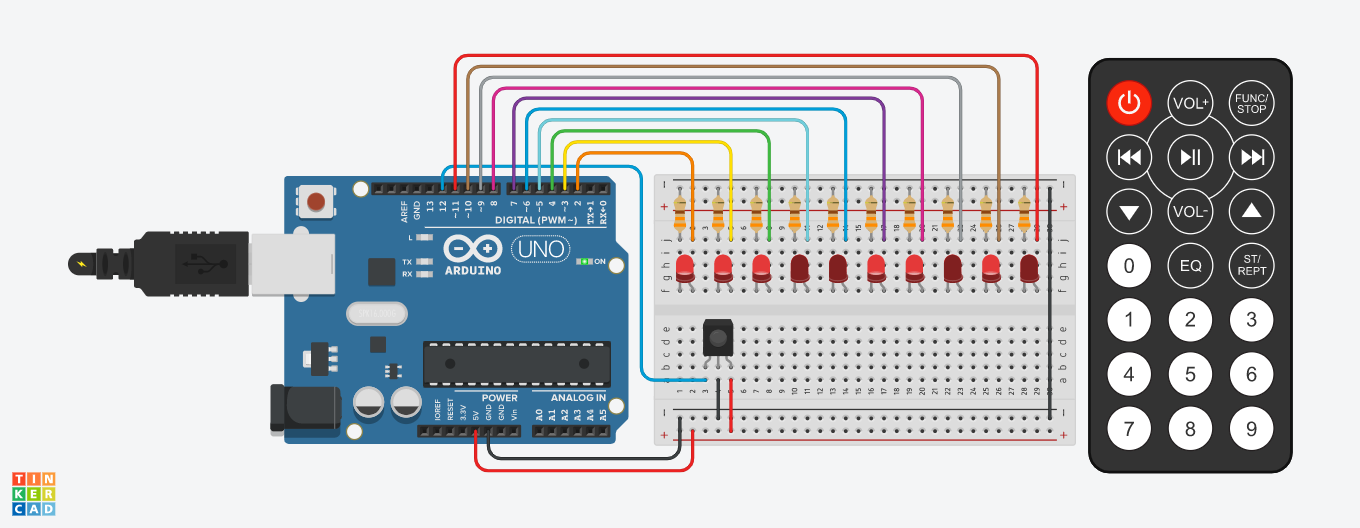 VOL+
FUNC/
STOP
VOL-
0
EQ
ST/
REPT
1
2
3
4
5
6
7
8
9
AREF
GND
13
12
~11
~10
~9
8
7
~6
~5
4
~3
2
TX→1
RX←0
DIGITAL (PWM ~)
L
TX
RX
ARDUINO
UNO
ON
POWER
ANALOG IN
IOREF
RESET
3.3V
5V
GND
GND
Vin
A0
A1
A2
A3
A4
A5
j
i
h
g
f
e
d
c
b
a
TIN
KER
CAD